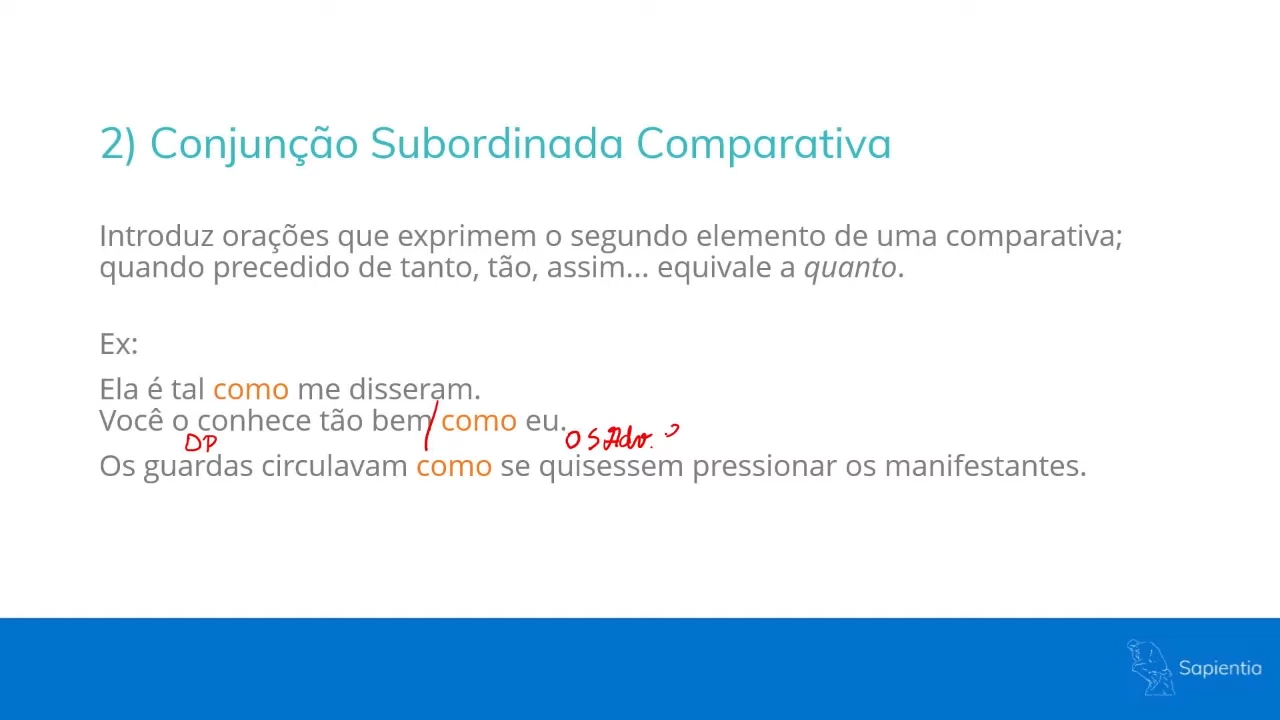 2) Conjunção Subordinada Comparativa
Introduz orações que exprimem o segundo elemento de uma comparativa;
quando precedido de tanto, tão, assim... equivale a quanto.
Ex:
Ela é tal como me disseram.
Você o conhece tão bem/como eu.
OP
OSAdv.
Os guardas circulavam como se quisessem pressionar os manifestantes.
Sapientia